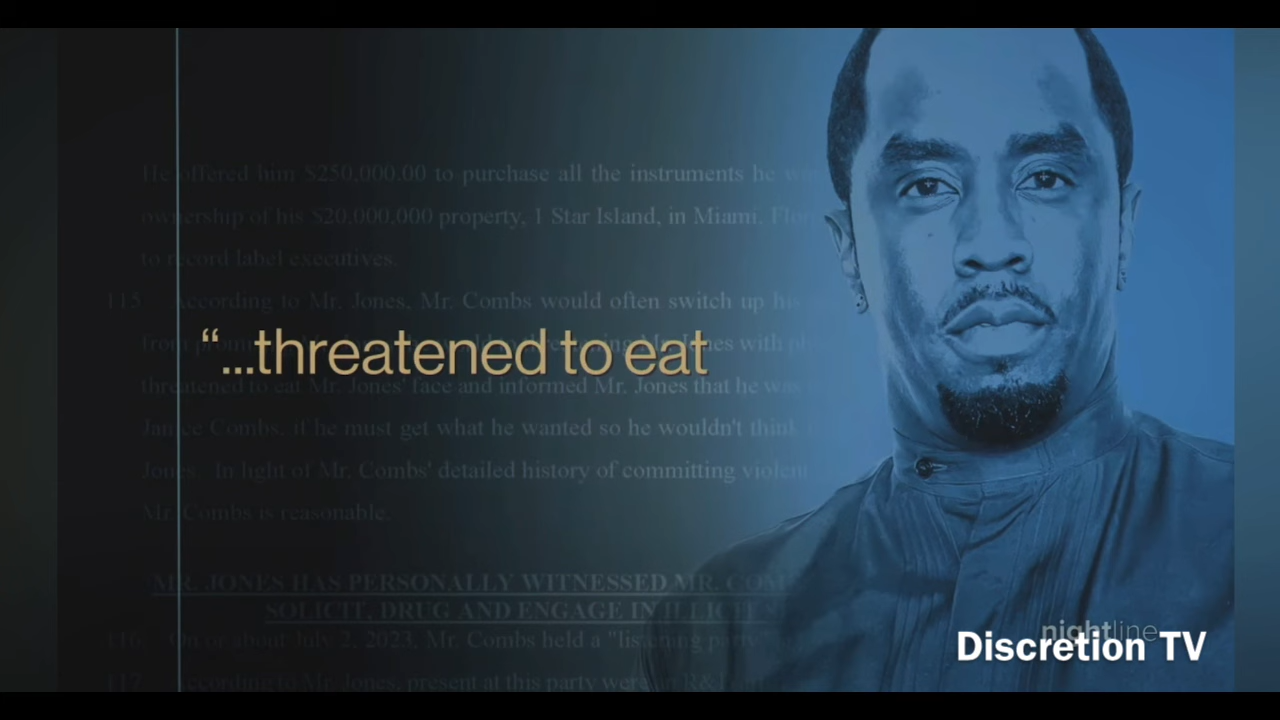 He offered him $250,000.00 to purchase all the instruments he
ownership of his $20,000,000 property, 1 Star Island, in Miami,
to record label executives.
115 According to Mr. Jones, Mr. Combs would often switch up his
“...threatened to eat
from with
threatened to eat Mr. Jones' face and informed Mr. Jones that he was
Janice Combs, if he must get what he wanted so he wouldn't think
Jones. In light of Mr. Combs' detailed history of committing violent
Mr. Combs is reasonable.
MR. JONES HAS PERSONALLY WITNESSED MR.
SOLICIT, DRUG AND ENGAGE IN ILLICIT
116 On or about July 2, 2023, Mr. Combs held a "listening party"
nightline
Discretion TV
117 According to Mr. Jones, present at this party were an R&B